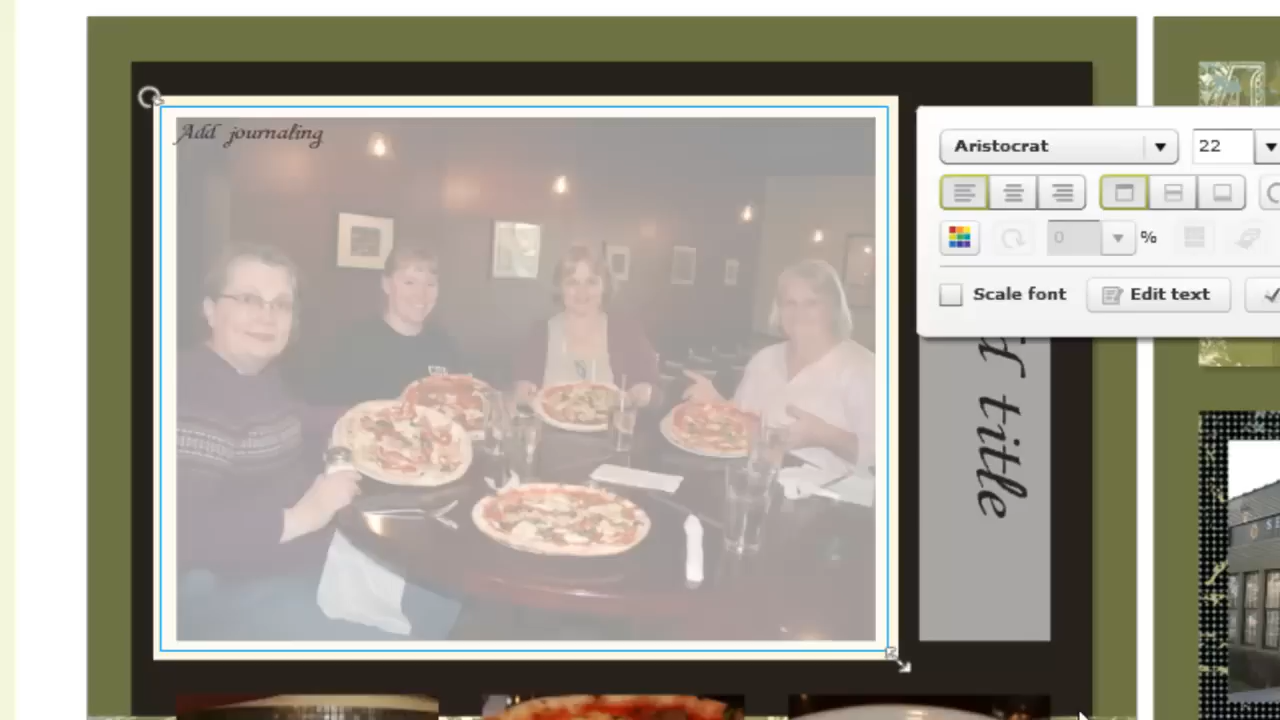 Add journaling
Aristocrat
22
0
%
Scale font
Edit text
title